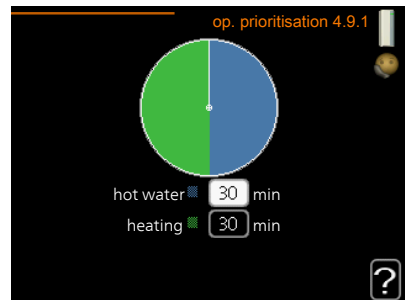 op. prioritisation 4.9.1
hot water 30 min
heating 30 min
?